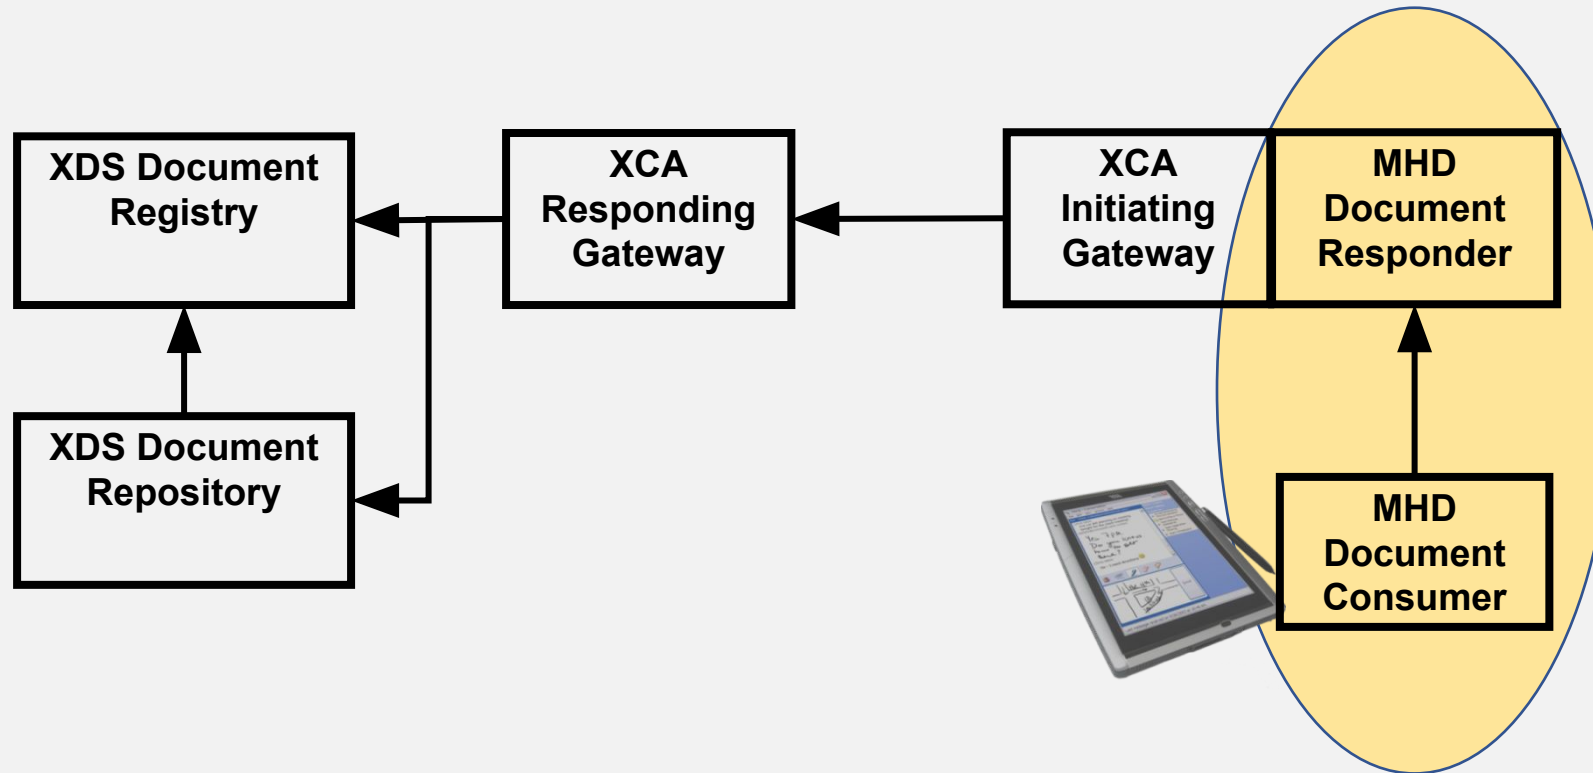 XDS Document
Registry
XCA
Responding
Gateway
XCA
Initiating
Gateway
MHD
Document
Responder
XDS Document
Repository
MHD
Document
Consumer